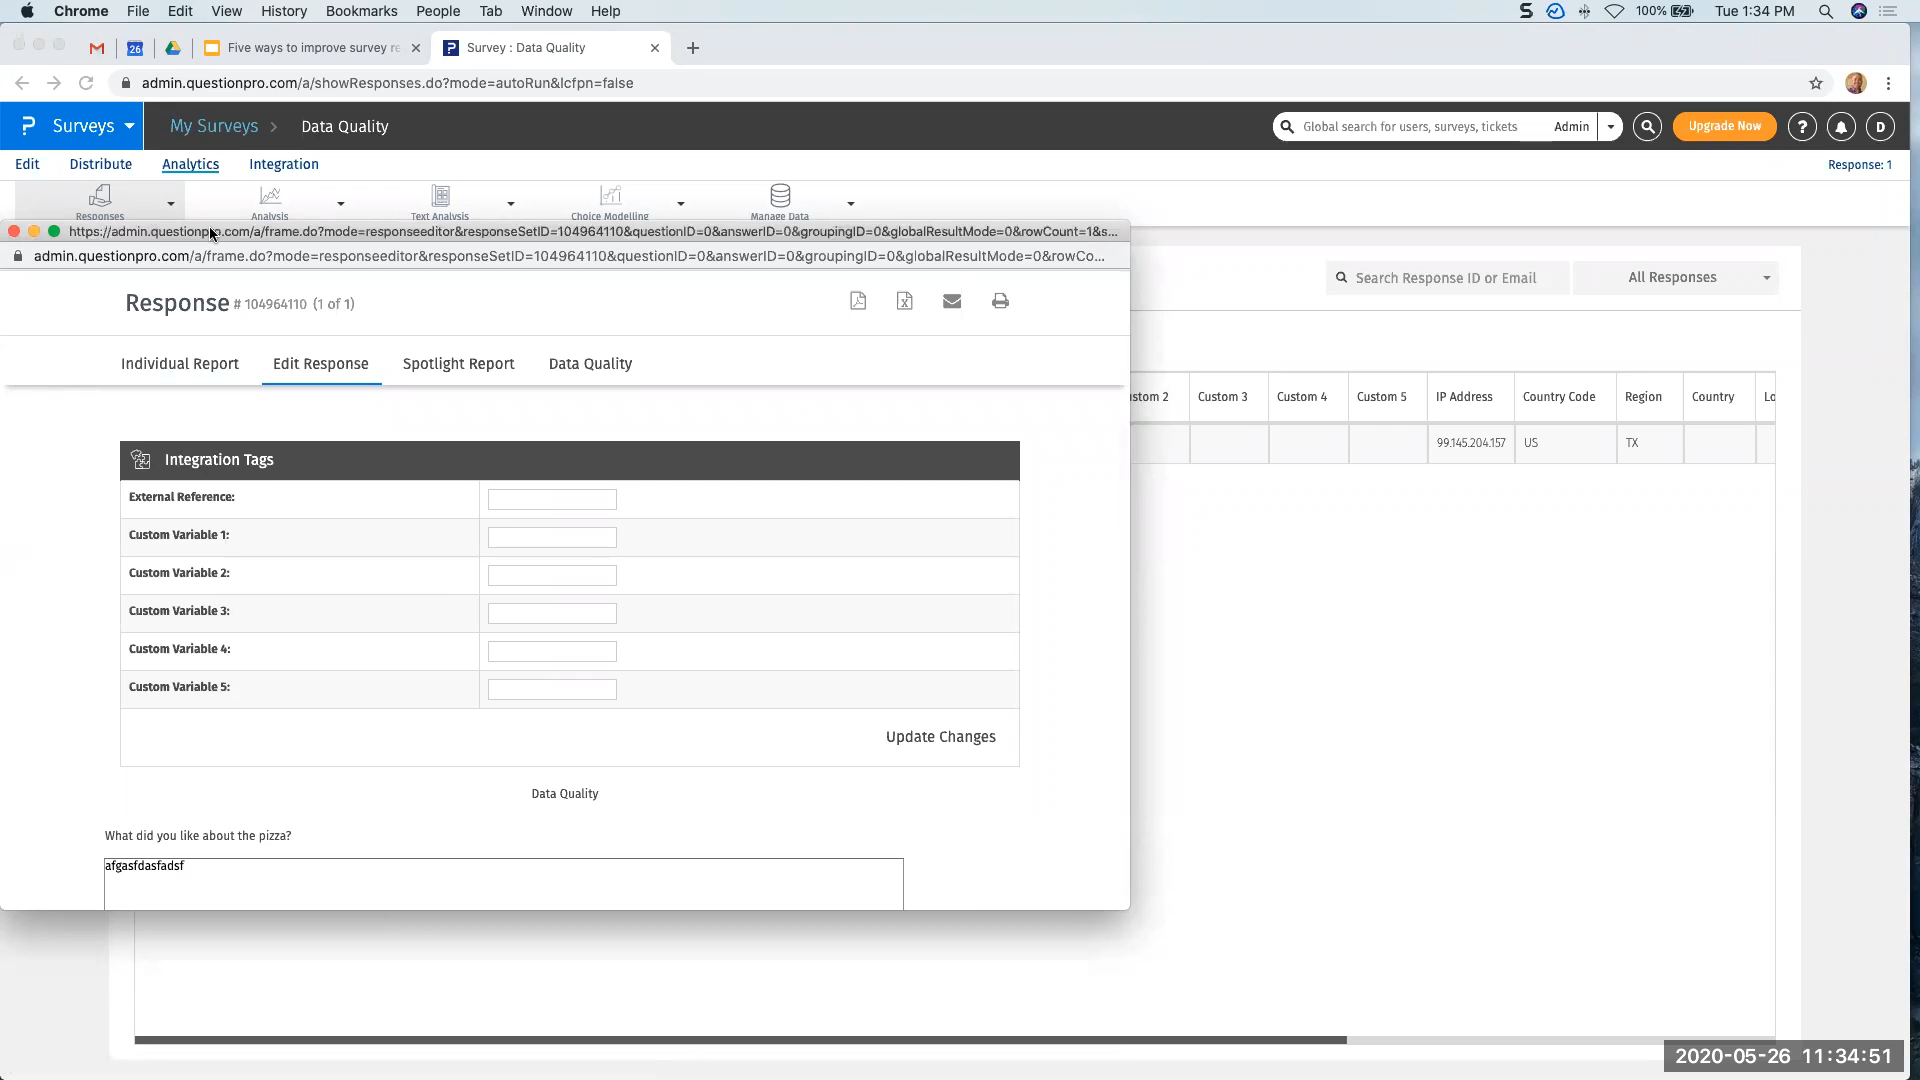 Chrome File Edit View History Bookmarks People Tab Window Help 100% Tue 1:34 PM
26 Five ways to improve survey re Survey : Data Quality
admin.questionpro.com/a/showResponses.do?mode=autoRun&lcfpn=false
P Surveys My Surveys Data Quality Global search for users, surveys, tickets Admin Upgrade Now ? D
Edit Distribute Analytics Integration Response: 1
Responses Analysis Text Analysis Choice Modelling Manage Data
https://admin.questionpro.com/a/frame.do?mode=responseeditor&responseSetID=104964110&questionID=0&answerID=0&groupingID=0&globalResultMode=0&rowCount=1&s...
admin.questionpro.com/a/frame.do?mode=responseeditor&responseSetID=104964110&questionID=0&answerID=0&groupingID=0&globalResultMode=0&rowCo...
Response # 104964110 (1 of 1)
Search Response ID or Email All Responses
Individual Report Edit Response Spotlight Report Data Quality
stom 2 Custom 3 Custom 4 Custom 5 IP Address Country Code Region Country Lo
99.145.204.157 US TX
Integration Tags
External Reference:
Custom Variable 1:
Custom Variable 2:
Custom Variable 3:
Custom Variable 4:
Custom Variable 5:
Update Changes
Data Quality
What did you like about the pizza?
afgasfdasfadsf
2020-05-26 11:34:51